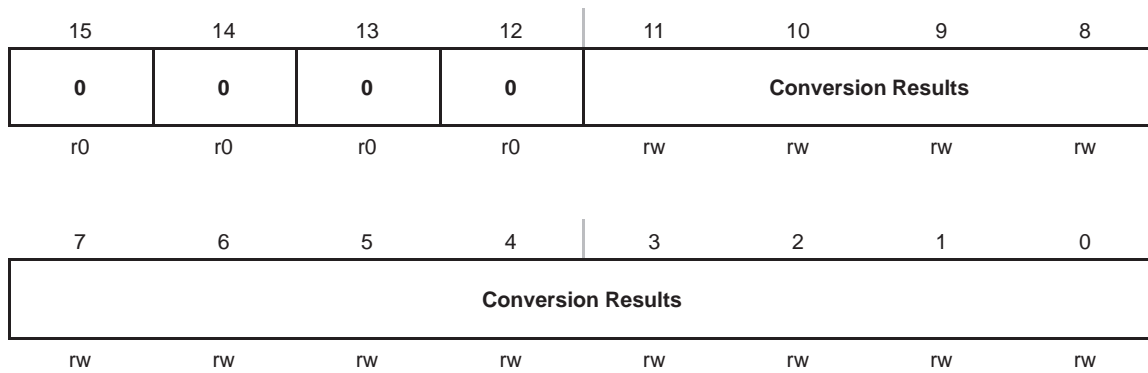 15 14 13 12 11 10 9 8
0 0 0 0 Conversion Results
r0 r0 r0 r0 rw rw rw rw
7 6 5 4 3 2 1 0
Conversion Results
rw rw rw rw rw rw rw rw